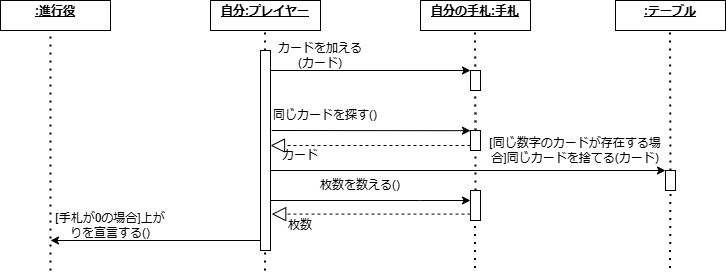 :進行役
自分:プレイヤー
自分の手札:手札
:テーブル
カードを加える
(カード)
同じカードを探す()
カード
[同じ数字のカードが存在する場
合]同じカードを捨てる(カード)
枚数を数える()
枚数
[手札が0の場合]上が
りを宣言する()